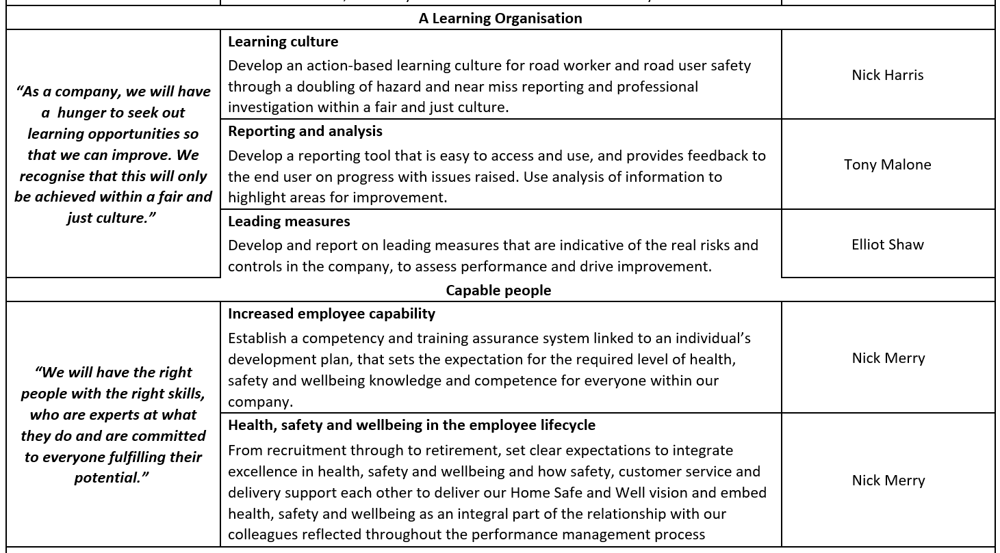 A Learning Organisation
“As a company, we will have
a hunger to seek out
learning opportunities so
that we can improve. We
recognise that this will only
be achieved within a fair and
just culture.”
Learning culture
Develop an action-based learning culture for road worker and road user safety
through a doubling of hazard and near miss reporting and professional
investigation within a fair and just culture.
Nick Harris
Reporting and analysis
Develop a reporting tool that is easy to access and use, and provides feedback to
the end user on progress with issues raised. Use analysis of information to
highlight areas for improvement.
Tony Malone
Leading measures
Develop and report on leading measures that are indicative of the real risks and
controls in the company, to assess performance and drive improvement.
Elliot Shaw
Capable people
“We will have the right
people with the right skills,
who are experts at what
they do and are committed
to everyone fulfilling their
potential.”
Increased employee capability
Establish a competency and training assurance system linked to an individual’s
development plan, that sets the expectation for the required level of health,
safety and wellbeing knowledge and competence for everyone within our
company.
Nick Merry
Health, safety and wellbeing in the employee lifecycle
From recruitment through to retirement, set clear expectations to integrate
excellence in health, safety and wellbeing and how safety, customer service and
delivery support each other to deliver our Home Safe and Well vision and embed
health, safety and wellbeing as an integral part of the relationship with our
colleagues reflected throughout the performance management process
Nick Merry